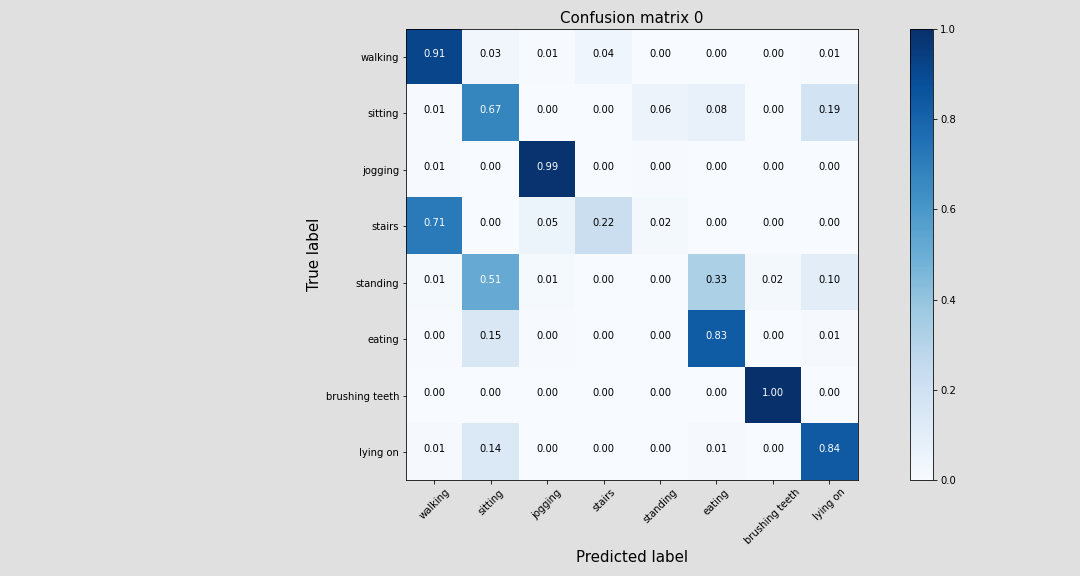 Confusion matrix 0
walking 0.91 0.03 0.01 0.04 0.00 0.00 0.00 0.01
sitting 0.01 0.67 0.00 0.00 0.06 0.08 0.00 0.19
jogging 0.01 0.00 0.99 0.00 0.00 0.00 0.00 0.00
stairs 0.71 0.00 0.05 0.22 0.02 0.00 0.00 0.00
standing 0.01 0.51 0.01 0.00 0.00 0.33 0.02 0.10
eating 0.00 0.15 0.00 0.00 0.00 0.83 0.00 0.01
brushing teeth 0.00 0.00 0.00 0.00 0.00 0.00 1.00 0.00
lying on 0.01 0.14 0.00 0.00 0.00 0.01 0.00 0.84
walking sitting jogging stairs standing eating brushing teeth lying on
Predicted label
True label
1.0
0.8
0.6
0.4
0.2
0.0